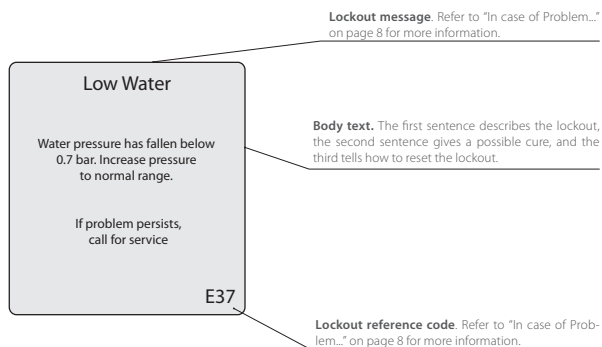 Lockout message. Refer to "In case of Problem..."
on page 8 for more information.
Low Water
Water pressure has fallen below
0.7 bar. Increase pressure
to normal range.
If problem persists,
call for service
E37
Body text. The first sentence describes the lockout,
the second sentence gives a possible cure, and the
third tells how to reset the lockout.
Lockout reference code. Refer to "In case of Prob-
lem..." on page 8 for more information.